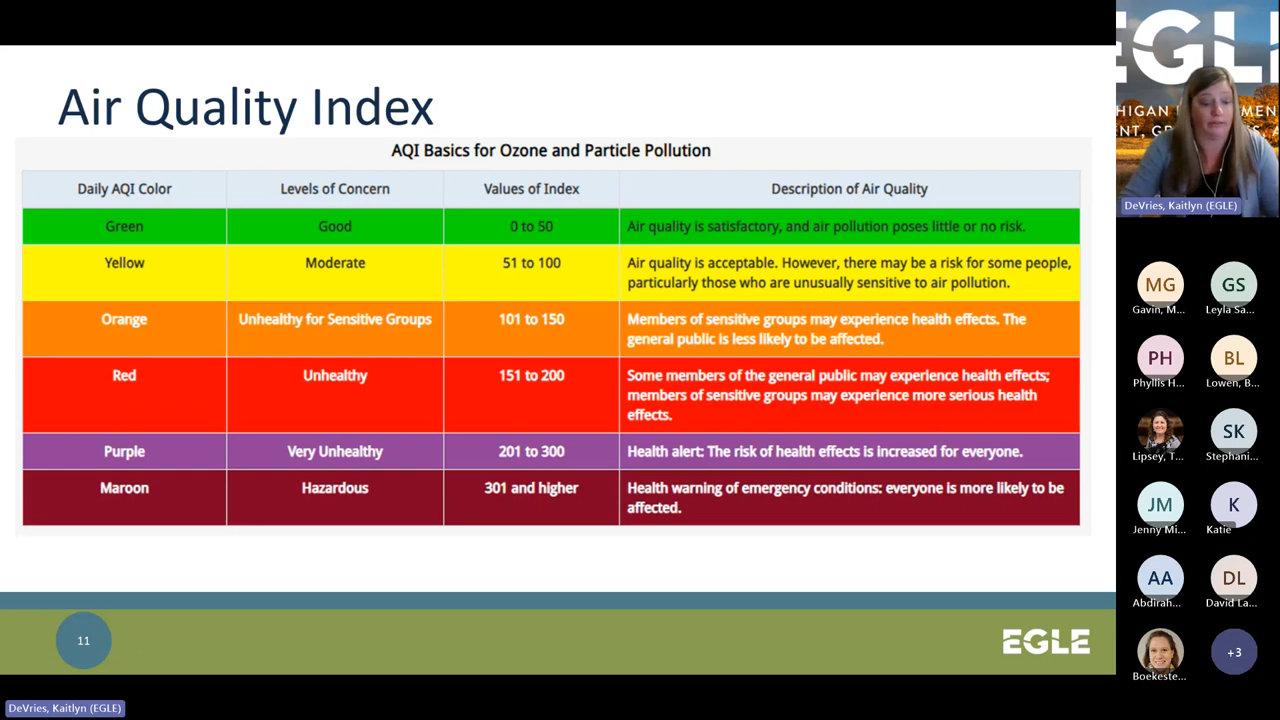 Air Quality Index
AQI Basics for Ozone and Particle Pollution
Daily AQI Color Levels of Concern Values of Index Description of Air Quality
Green Good 0 to 50 Air quality is satisfactory, and air pollution poses little or no risk.
Yellow Moderate 51 to 100 Air quality is acceptable. However, there may be a risk for some people,
particularly those who are unusually sensitive to air pollution.
Orange Unhealthy for Sensitive Groups 101 to 150 Members of sensitive groups may experience health effects. The
general public is less likely to be affected.
Red Unhealthy 151 to 200 Some members of the general public may experience health effects;
members of sensitive groups may experience more serious health
effects.
Purple Very Unhealthy 201 to 300 Health alert: The risk of health effects is increased for everyone.
Maroon Hazardous 301 and higher Health warning of emergency conditions: everyone is more likely to be
affected.
11
EGLE
DeVries, Kaitlyn (EGLE)
EGL
DeVries, Kaitlyn (EGLE)
MG GS
Gavin, M... Leyla Sa...
PH BL
Phyllis H... Lowen, B...
SK
Lipsey, T... Stephani...
JM K
Jenny Mi... Katie
AA DL
Abdirah... David La...
+3
Boekeste...